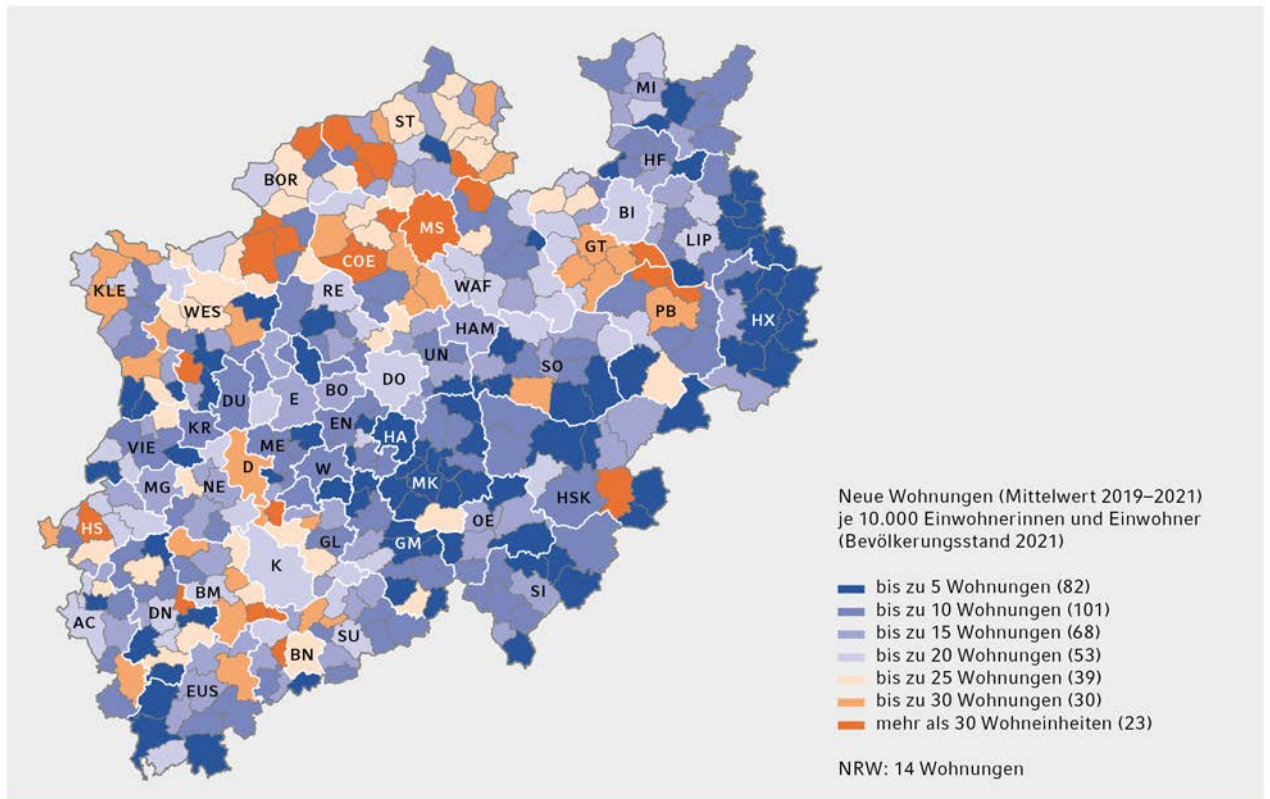 MI
ST
HF
BOR
BI
MS
LIP
GT
COE
KLE
RE
WAF
WES
PB
HX
HAM
UN
SO
DO
BO
E
DU
EN
KR
HA
VIE
ME
D
W
MK
MG
NE
HSK
OE
HS
GL
GM
K
SI
BM
DN
AC
SU
BN
EUS
Neue Wohnungen (Mittelwert 2019–2021)
je 10.000 Einwohnerinnen und Einwohner
(Bevölkerungsstand 2021)
bis zu 5 Wohnungen (82)
bis zu 10 Wohnungen (101)
bis zu 15 Wohnungen (68)
bis zu 20 Wohnungen (53)
bis zu 25 Wohnungen (39)
bis zu 30 Wohnungen (30)
mehr als 30 Wohneinheiten (23)
NRW: 14 Wohnungen